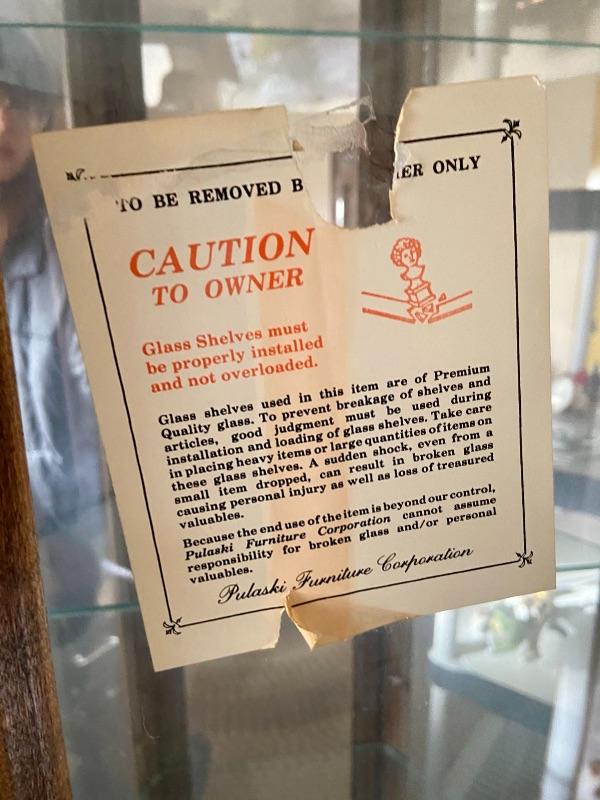 TO BE REMOVED B ER ONLY
CAUTION
TO OWNER
Glass Shelves must
be properly installed
and not overloaded.
Glass shelves used in this item are of Premium
Quality glass. To prevent breakage of shelves and
articles, good judgment must be used during
installation and loading of glass shelves. Take care
in placing heavy items or large quantities of items on
these glass shelves. A sudden shock, even from a
small item dropped, can result in broken glass
causing personal injury as well as loss of treasured
valuables.
Because the end use of the item is beyond our control,
Pulaski Furniture Corporation cannot assume
responsibility for broken glass and/or personal
valuables.
Pulaski Furniture Corporation